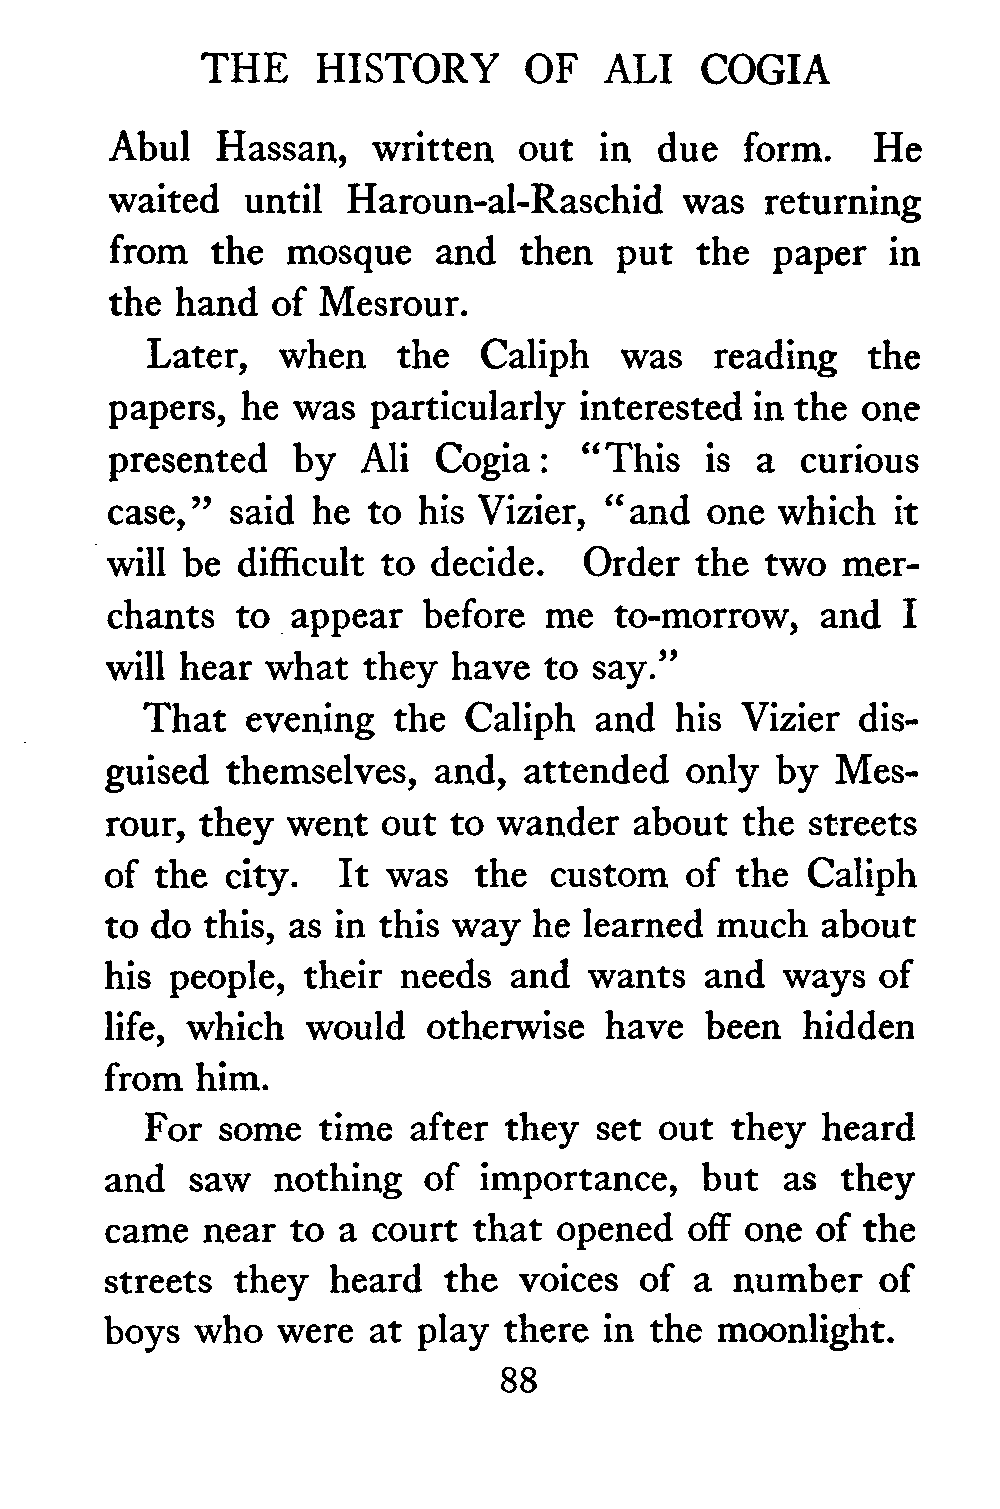 THE HISTORY OF ALI COGIA
Abul Hassan, written out in due form. He
waited until Haroun-al-Raschid was returning
from the mosque and then put the paper in
the hand of Mesrour.
Later, when the Caliph was reading the
papers, he was particularly interested in the one
presented by Ali Cogia: “This is a curious
case,” said he to his Vizier, “and one which it
will be difficult to decide. Order the two mer-
chants to appear before me to-morrow, and I
will hear what they have to say.”
That evening the Caliph and his Vizier dis-
guised themselves, and, attended only by Mes-
rour, they went out to wander about the streets
of the city. It was the custom of the Caliph
to do this, as in this way he learned much about
his people, their needs and wants and ways of
life, which would otherwise have been hidden
from him.
For some time after they set out they heard
and saw nothing of importance, but as they
came near to a court that opened off one of the
streets they heard the voices of a number of
boys who were at play there in the moonlight.
88